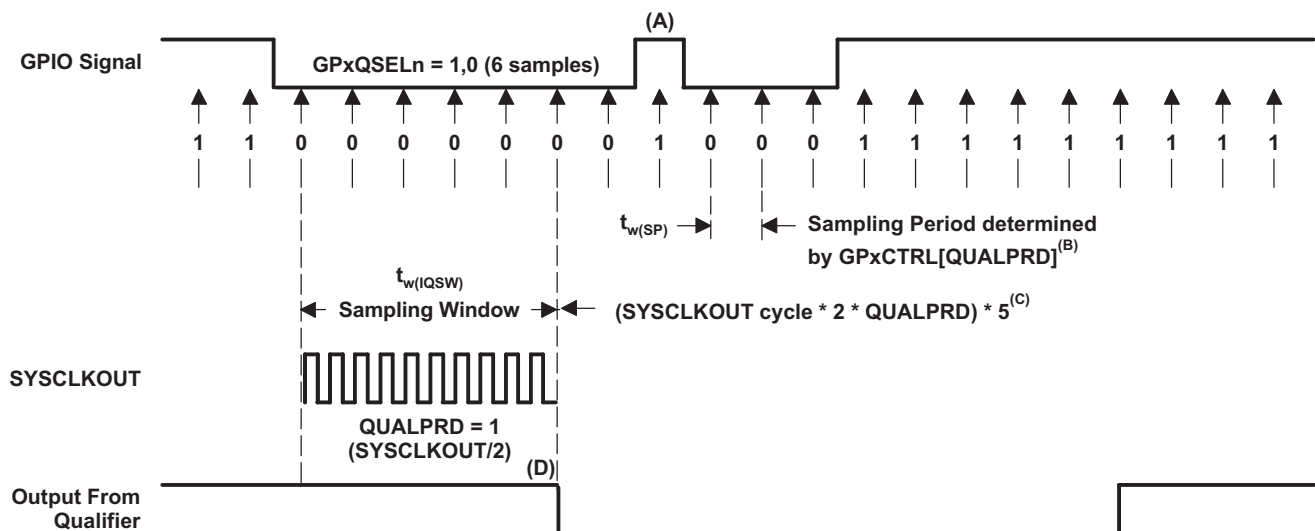 (A)
GPIO Signal
GPxQSELn = 1,0 (6 samples)
1 1 0 0 0 0 0 0 0 1 0 0 0 1 1 1 1 1 1 1 1 1
tw(SP)
Sampling Period determined
by GPxCTRL[QUALPRD](B)
tw(IQSW)
Sampling Window
(SYSCLKOUT cycle * 2 * QUALPRD) * 5(C)
SYSCLKOUT
QUALPRD = 1
(SYSCLKOUT/2)
(D)
Output From
Qualifier